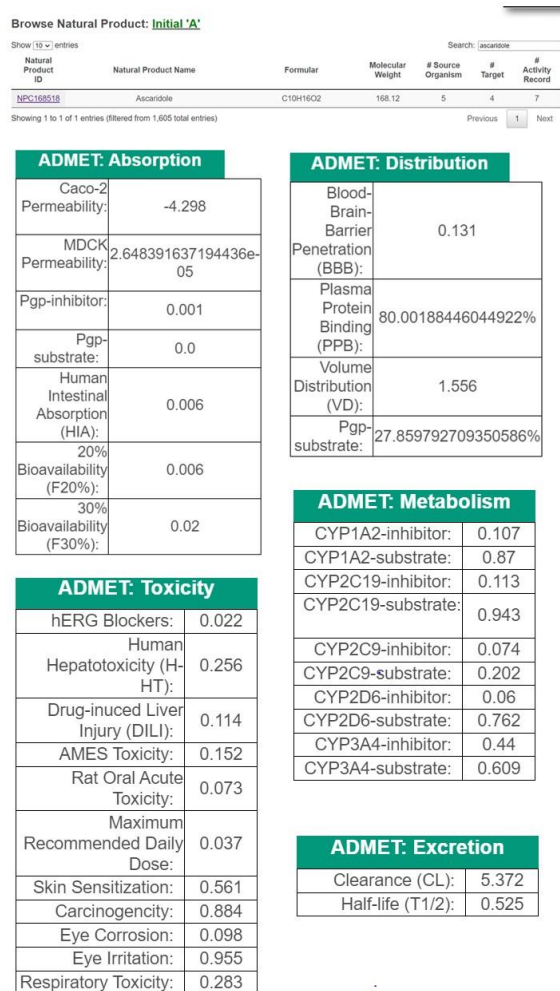 Browse Natural Product: Initial 'A'
Show 10 entries
Search: ascaridole
Natural Product ID
Natural Product Name
Formular
Molecular Weight
# Source Organism
# Target
# Activity Record
NPC168518 Ascaridole C10H16O2 168.12 5 4 7
Showing 1 to 1 of 1 entries (filtered from 1,605 total entries)
Previous 1 Next
ADMET: Absorption
Caco-2
Permeability: -4.298
MDCK
Permeability: 2.648391637194436e-
05
Pgp-inhibitor: 0.001
Pgp-
substrate: 0.0
Human
Intestinal
Absorption
(HIA): 0.006
20%
Bioavailability
(F20%): 0.006
30%
Bioavailability
(F30%): 0.02
ADMET: Distribution
Blood-
Brain-
Barrier
Penetration
(BBB): 0.131
Plasma
Protein
Binding
(PPB): 80.00188446044922%
Volume
Distribution
(VD): 1.556
Pgp-
substrate: 27.859792709350586%
ADMET: Toxicity
hERG Blockers: 0.022
Human
Hepatotoxicity (H-
HT): 0.256
Drug-inuced Liver
Injury (DILI): 0.114
AMES Toxicity: 0.152
Rat Oral Acute
Toxicity: 0.073
Maximum
Recommended Daily
Dose: 0.037
Skin Sensitization: 0.561
Carcinogencity: 0.884
Eye Corrosion: 0.098
Eye Irritation: 0.955
Respiratory Toxicity: 0.283
ADMET: Metabolism
CYP1A2-inhibitor: 0.107
CYP1A2-substrate: 0.87
CYP2C19-inhibitor: 0.113
CYP2C19-substrate: 0.943
CYP2C9-inhibitor: 0.074
CYP2C9-substrate: 0.202
CYP2D6-inhibitor: 0.06
CYP2D6-substrate: 0.762
CYP3A4-inhibitor: 0.44
CYP3A4-substrate: 0.609
ADMET: Excretion
Clearance (CL): 5.372
Half-life (T1/2): 0.525